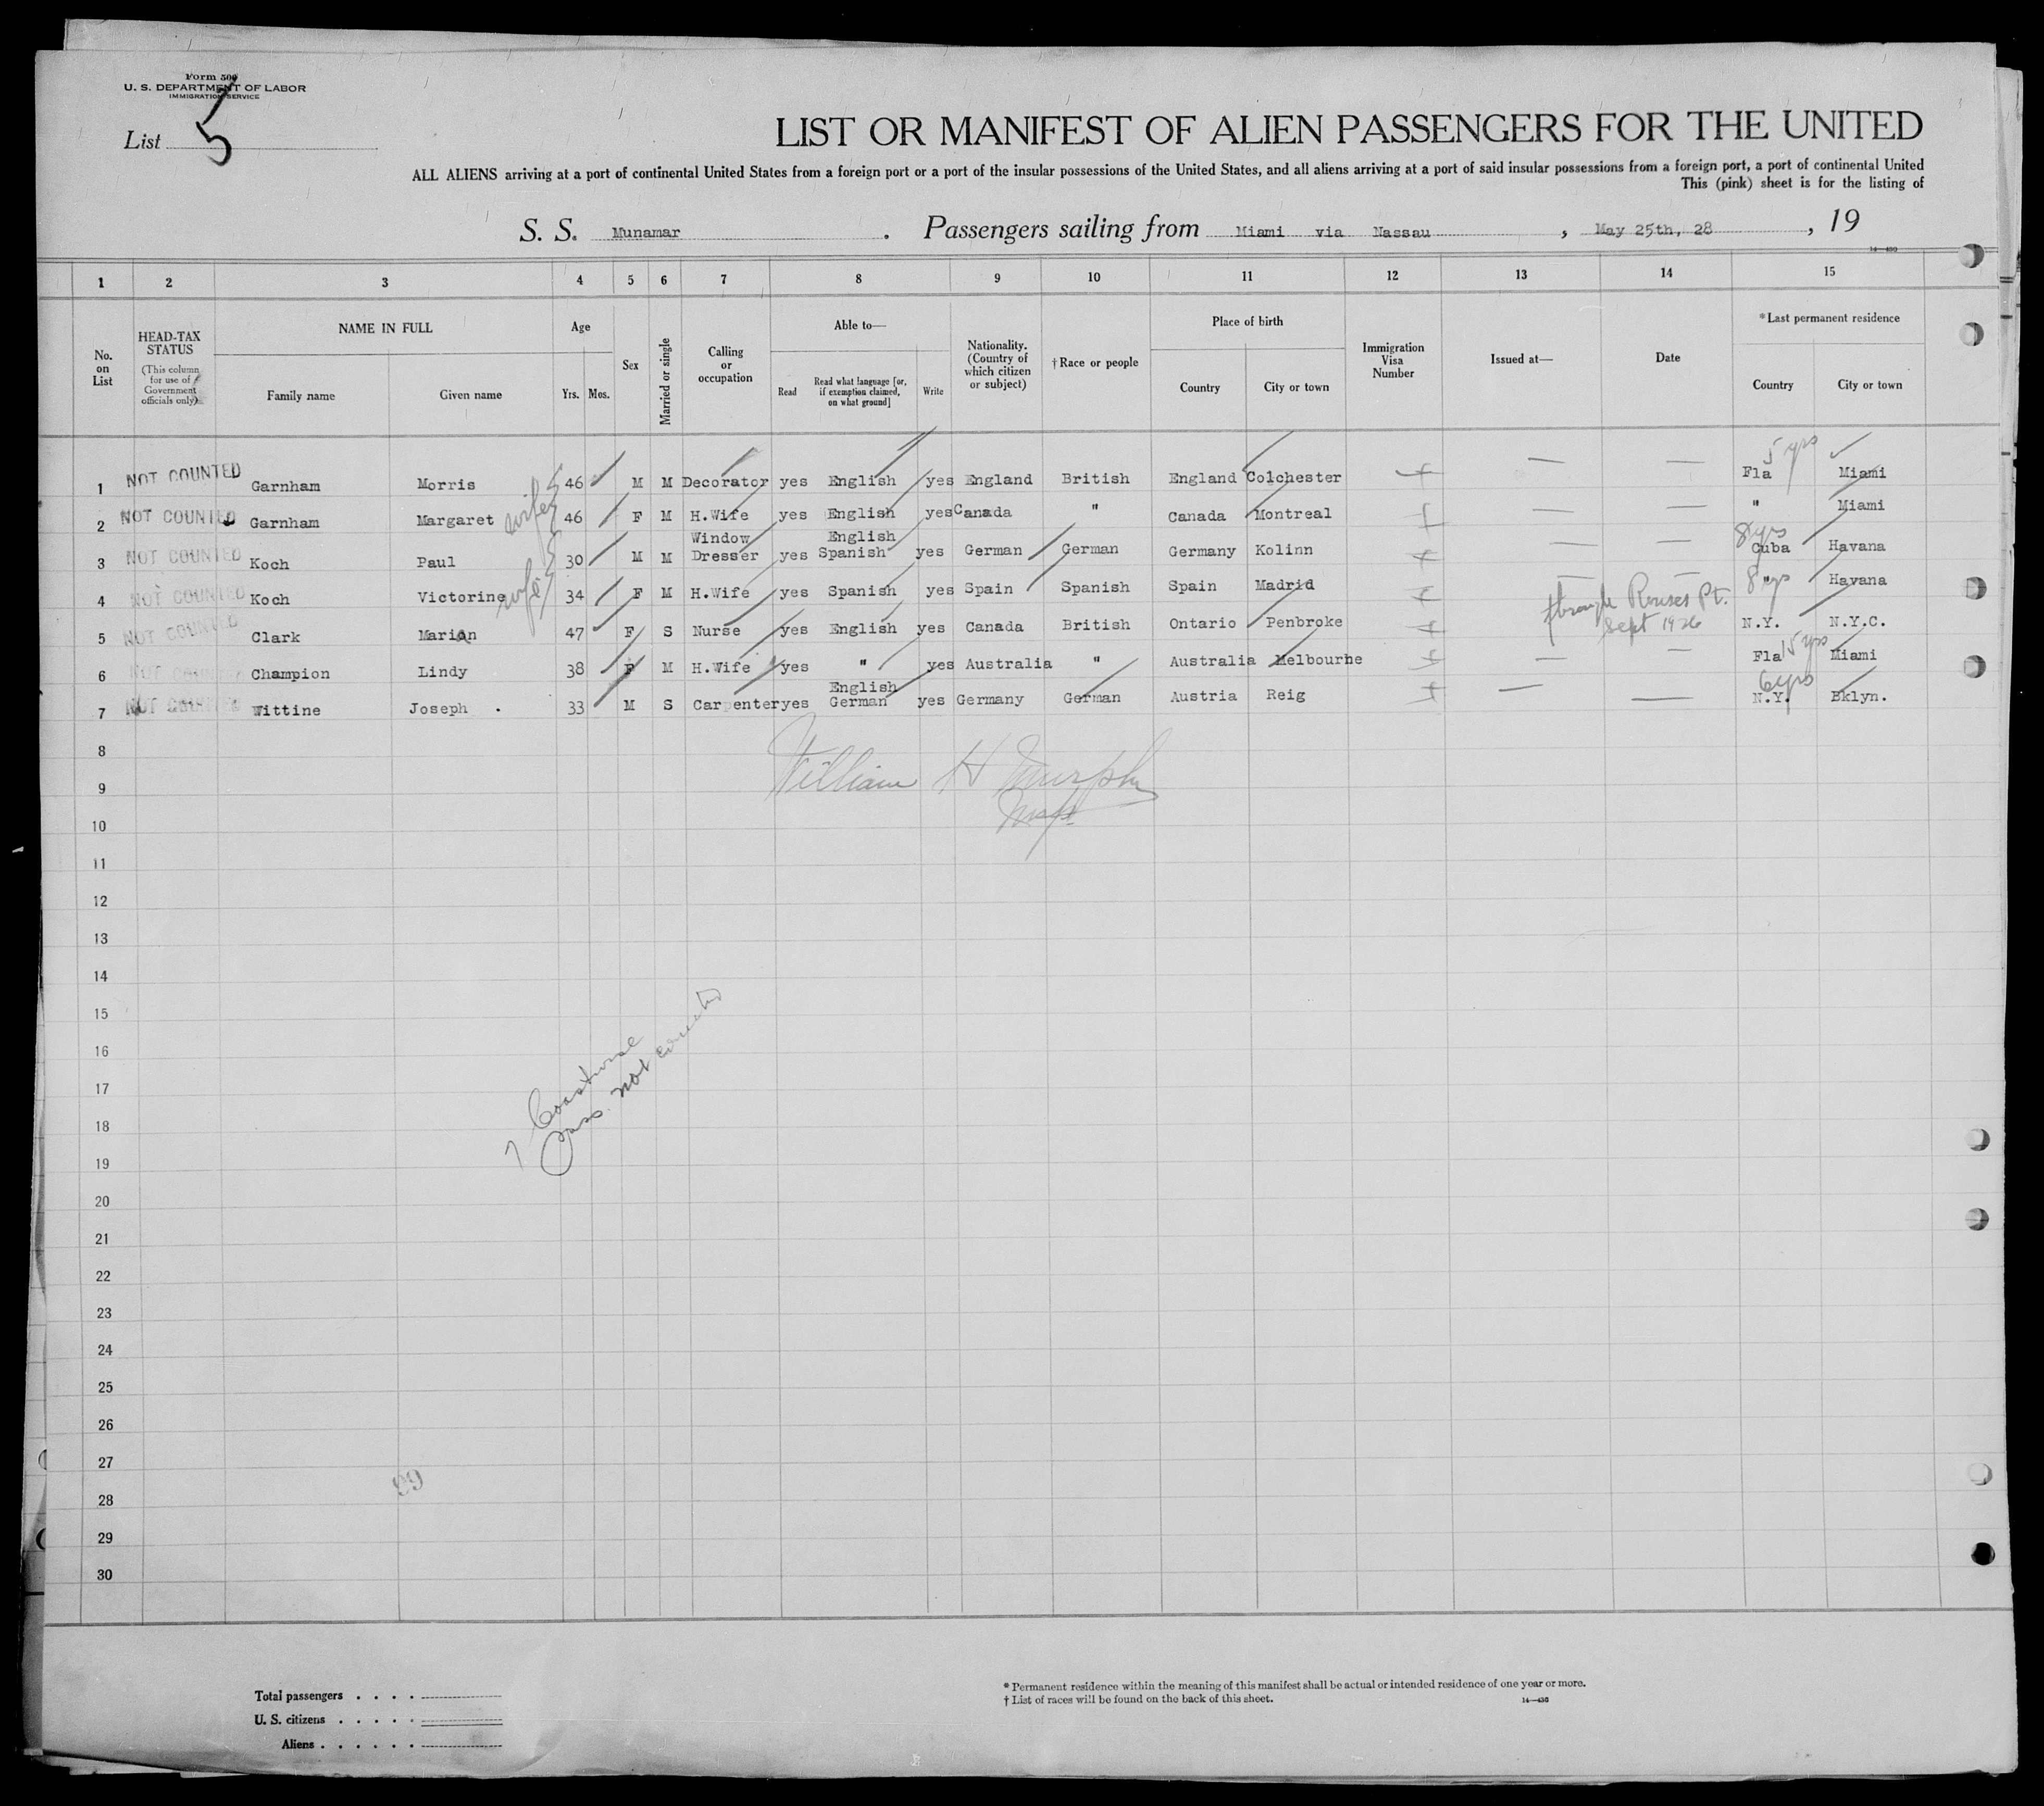 Form 500
U. S. DEPARTMENT OF LABOR
IMMIGRATION SERVICE
List 5
LIST OR MANIFEST OF ALIEN PASSENGERS FOR THE UNITED
ALL ALIENS arriving at a port of continental United States from a foreign port or a port of the insular possessions of the United States, and all aliens arriving at a port of said insular possessions from a foreign port, a port of continental United
This (pink) sheet is for the listing of
S. S. Munamar . Passengers sailing from Miami via Nassau , May 25th, 28 , 19
14—430
1 2 3 4 5 6 7 8 9 10 11 12 13 14 15
No. on List
HEAD-TAX STATUS
(This column for use of Government officials only)
NAME IN FULL
Family name Given name
Age
Yrs. Mos.
Sex
Married or single
Calling or occupation
Able to—
Read Read what language [or, if exemption claimed, on what ground] Write
Nationality. (Country of which citizen or subject)
† Race or people
Place of birth
Country City or town
Immigration Visa Number
Issued at—
Date
* Last permanent residence
Country City or town
1 NOT COUNTED Garnham Morris 46 M M Decorator yes English yes England British England Colchester — — Fla 5 yrs Miami
2 NOT COUNTED Garnham Margaret wife 46 F M H.Wife yes English yes Canada " Canada Montreal — — " Miami
3 NOT COUNTED Koch Paul 30 M M Window Dresser yes English Spanish yes German German Germany Kolinn — — 8 yrs Cuba Havana
4 NOT COUNTED Koch Victorine wife 34 F M H.Wife yes Spanish yes Spain Spanish Spain Madrid — — 8 yrs " Havana
5 NOT COUNTED Clark Marion 47 F S Nurse yes English yes Canada British Ontario Penbroke through Rouses Pt. Sept 1926 N.Y. N.Y.C.
6 NOT COUNTED Champion Lindy 38 F M H.Wife yes " yes Australia " Australia Melbourne — — Fla 15 yrs Miami
7 NOT COUNTED Wittine Joseph . 33 M S Carpenter yes English German yes Germany German Austria Reig — — 6 yrs N.Y. Bklyn.
8
William H Murphy
9
Insp
10
11
12
13
14
15
16
17
18
7 Coastwise
Pass. not counted
19
20
21
22
23
24
25
26
27
28
29
30
Total passengers . . . .
U. S. citizens . . . . .
Aliens . . . . . .
* Permanent residence within the meaning of this manifest shall be actual or intended residence of one year or more.
† List of races will be found on the back of this sheet.
14—430